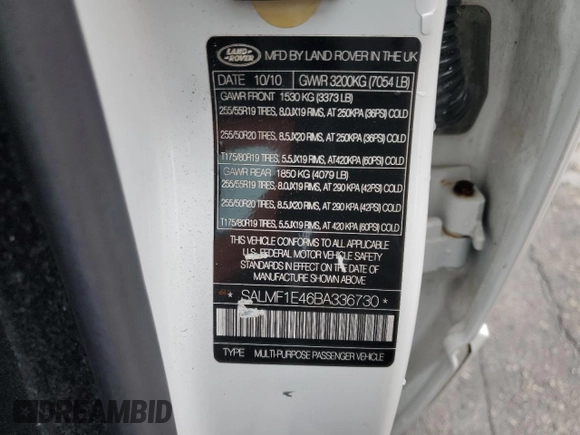 LAND ROVER
MFD BY LAND ROVER IN THE UK
DATE 10/10 GWWR 3200KG (7054 LB)
GAWR FRONT 1530 KG (3373 LB)
255/55R19 TIRES, 8.0JX19 RIMS, AT 250KPA (36PSI) COLD
255/50R20 TIRES, 8.5JX20 RIMS, AT 250KPA (36PSI) COLD
T175/80R19 TIRES, 5.5JX19 RIMS, AT420KPA (60PSI) COLD
GAWR REAR 1850 KG (4079 LB)
255/55R19 TIRES, 8.0JX19 RIMS, AT 290 KPA (42PSI) COLD
255/50R20 TIRES, 8.5JX20 RIMS, AT 290 KPA (42PSI) COLD
T175/80R19 TIRES, 5.5JX19 RIMS, AT 420 KPA (60PSI) COLD
THIS VEHICLE CONFORMS TO ALL APPLICABLE
U.S. FEDERAL MOTOR VEHICLE SAFETY
STANDARDS IN EFFECT ON THE DATE OF
MANUFACTURE SHOWN ABOVE
* SALMF1E46BA336730 *
TYPE MULTI-PURPOSE PASSENGER VEHICLE
DREAMBID